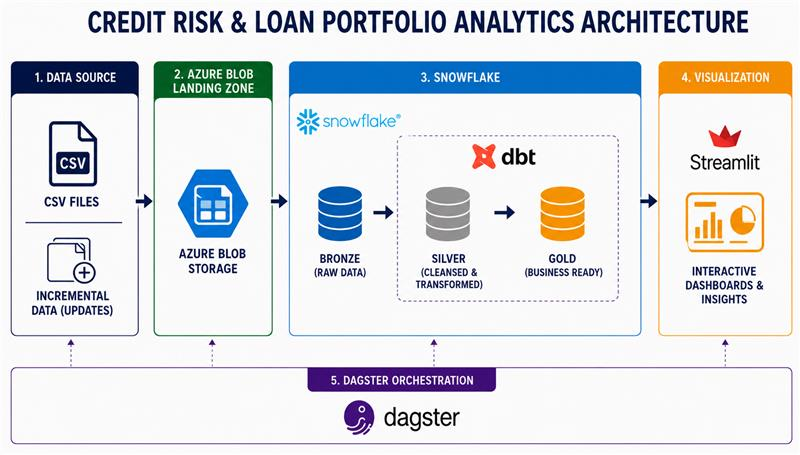 CREDIT RISK & LOAN PORTFOLIO ANALYTICS ARCHITECTURE
1. DATA SOURCE
CSV
CSV FILES
INCREMENTAL
DATA (UPDATES)
2. AZURE BLOB
LANDING ZONE
AZURE BLOB
STORAGE
3. SNOWFLAKE
snowflake®
dbt
BRONZE
(RAW DATA)
SILVER
(CLEANSED &
TRANSFORMED)
GOLD
(BUSINESS READY)
4. VISUALIZATION
Streamlit
INTERACTIVE
DASHBOARDS &
INSIGHTS
5. DAGSTER ORCHESTRATION
dagster